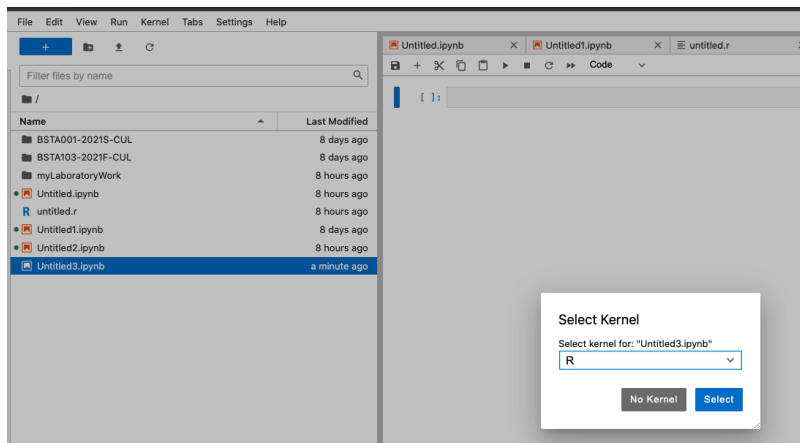 File Edit View Run Kernel Tabs Settings Help
+
Untitled.ipynb × Untitled1.ipynb × untitled.r
Code
Filter files by name
/
[ ]:
Name Last Modified
BSTA001-2021S-CUL 8 days ago
BSTA103-2021F-CUL 8 days ago
myLaboratoryWork 8 hours ago
Untitled.ipynb 8 hours ago
R untitled.r 8 hours ago
Untitled1.ipynb 8 days ago
Untitled2.ipynb 8 hours ago
Untitled3.ipynb a minute ago
Select Kernel
Select kernel for: "Untitled3.ipynb"
R
No Kernel Select